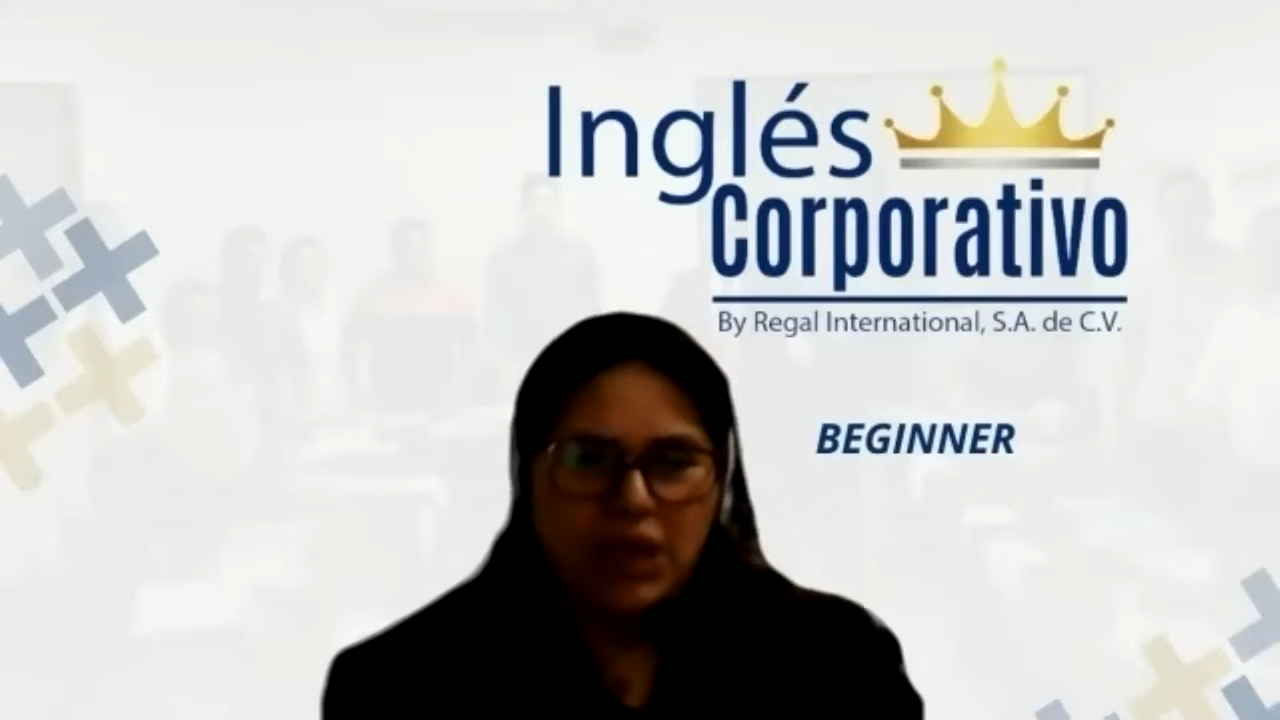 Inglés
Corporativo
By Regal International, S.A. de C.V.
BEGINNER